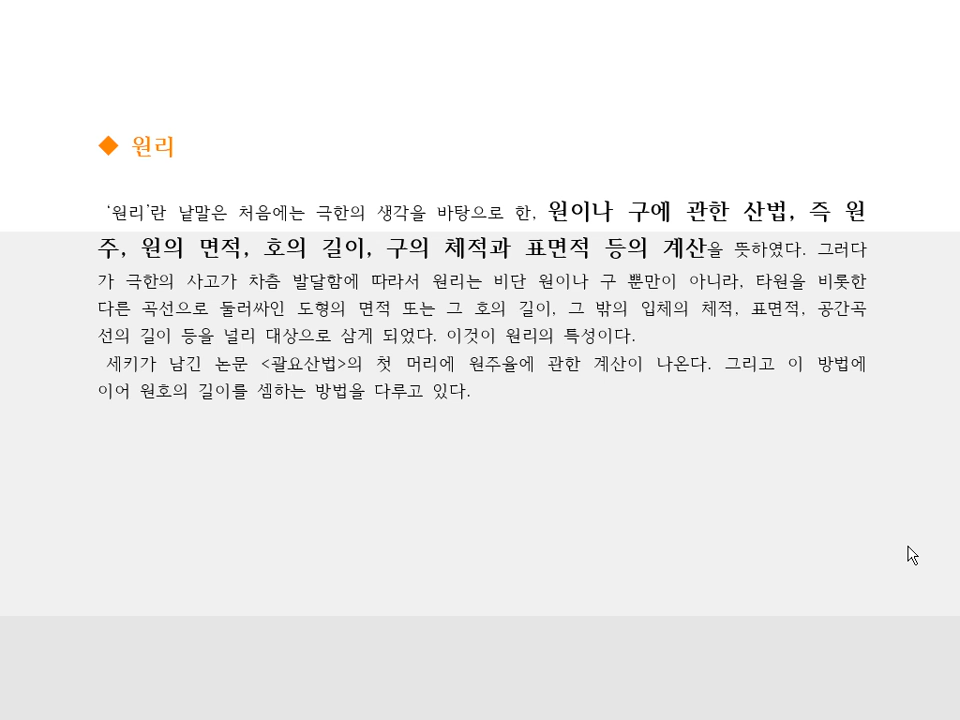 ◆ 원리
‘원리’란 낱말은 처음에는 극한의 생각을 바탕으로 한, 원이나 구에 관한 산법, 즉 원
주, 원의 면적, 호의 길이, 구의 체적과 표면적 등의 계산을 뜻하였다. 그러다
가 극한의 사고가 차츰 발달함에 따라서 원리는 비단 원이나 구 뿐만이 아니라, 타원을 비롯한
다른 곡선으로 둘러싸인 도형의 면적 또는 그 호의 길이, 그 밖의 입체의 체적, 표면적, 공간곡
선의 길이 등을 널리 대상으로 삼게 되었다. 이것이 원리의 특성이다.
세키가 남긴 논문 <괄요산법>의 첫 머리에 원주율에 관한 계산이 나온다. 그리고 이 방법에
이어 원호의 길이를 셈하는 방법을 다루고 있다.